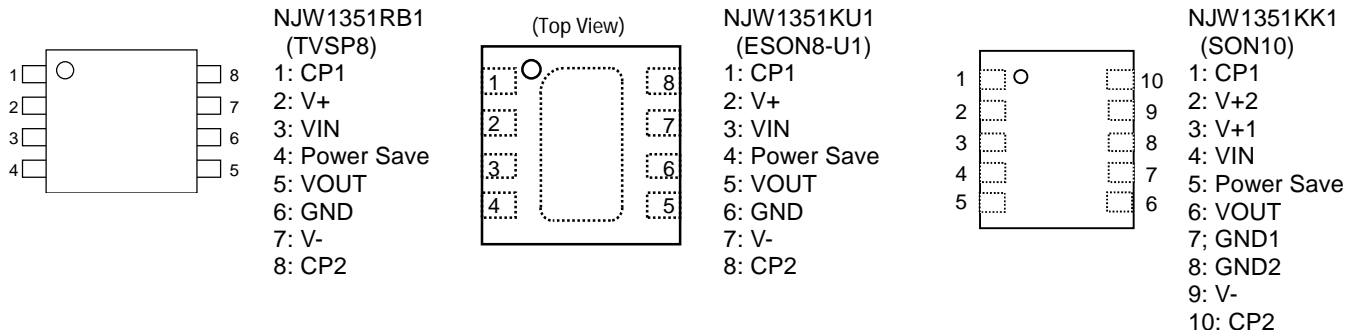 NJW1351RB1
(TVSP8)
1
2
3
4
8
7
6
5
1: CP1
2: V+
3: VIN
4: Power Save
5: VOUT
6: GND
7: V-
8: CP2
(Top View)
1
2
3
4
8
7
6
5
NJW1351KU1
(ESON8-U1)
1: CP1
2: V+
3: VIN
4: Power Save
5: VOUT
6: GND
7: V-
8: CP2
1
2
3
4
5
10
9
8
7
6
NJW1351KK1
(SON10)
1: CP1
2: V+2
3: V+1
4: VIN
5: Power Save
6: VOUT
7; GND1
8: GND2
9: V-
10: CP2